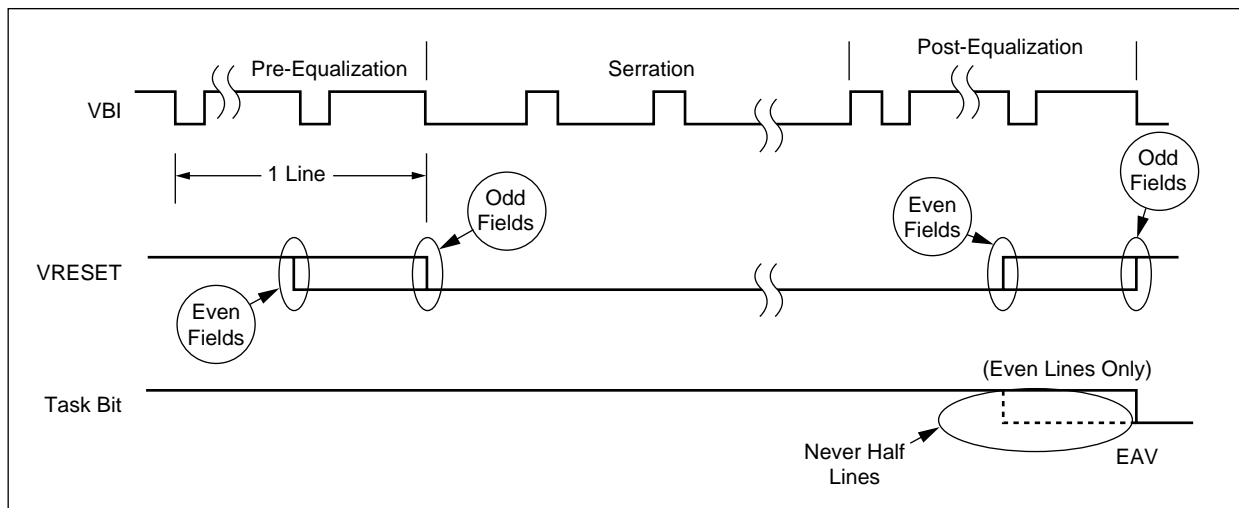 Pre-Equalization
Serration
Post-Equalization
VBI
1 Line
Odd
Fields
Even
Fields
Odd
Fields
VRESET
Even
Fields
(Even Lines Only)
Task Bit
Never Half
Lines
EAV